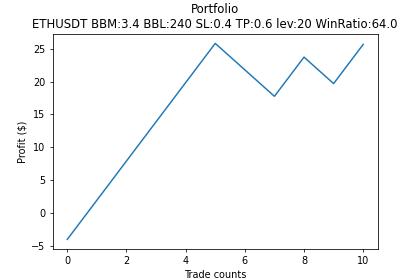 Portfolio
ETHUSDT BBM:3.4 BBL:240 SL:0.4 TP:0.6 lev:20 WinRatio:64.0
25
20
15
10
5
0
−5
Profit ($)
0 2 4 6 8 10
Trade counts